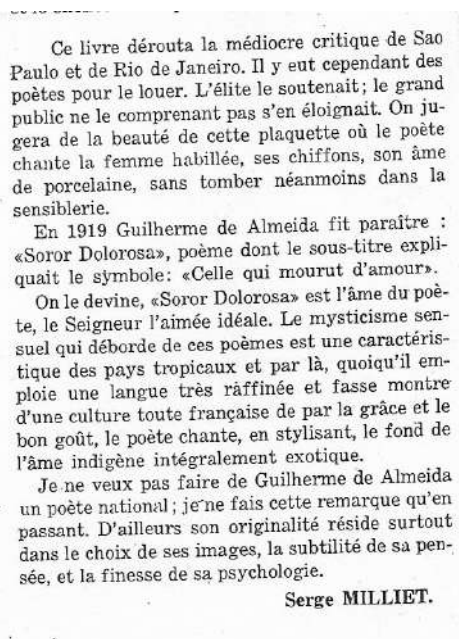 Ce livre dérouta la médiocre critique de Sao
Paulo et de Rio de Janeiro. Il y eut cependant des
poètes pour le louer. L'élite le soutenait; le grand
public ne le comprenant pas s'en éloignait. On ju-
gera de la beauté de cette plaquette où le poète
chante la femme habillée, ses chiffons, son âme
de porcelaine, sans tomber néanmoins dans la
sensiblerie.
En 1919 Guilherme de Almeida fit paraître :
«Soror Dolorosa», poème dont le sous-titre expli-
quait le symbole: «Celle qui mourut d'amour».
On le devine, «Soror Dolorosa» est l'âme du poè-
te, le Seigneur l'aimée idéale. Le mysticisme sen-
suel qui déborde de ces poèmes est une caractéris-
tique des pays tropicaux et par là, quoiqu'il em-
ploie une langue très raffinée et fasse montre
d'une culture toute française de par la grâce et le
bon goût, le poète chante, en stylisant, le fond de
l'âme indigène intégralement exotique.
Je ne veux pas faire de Guilherme de Almeida
un poète national; je ne fais cette remarque qu'en
passant. D'ailleurs son originalité réside surtout
dans le choix de ses images, la subtilité de sa pen-
sée, et la finesse de sa psychologie.
Serge MILLIET.